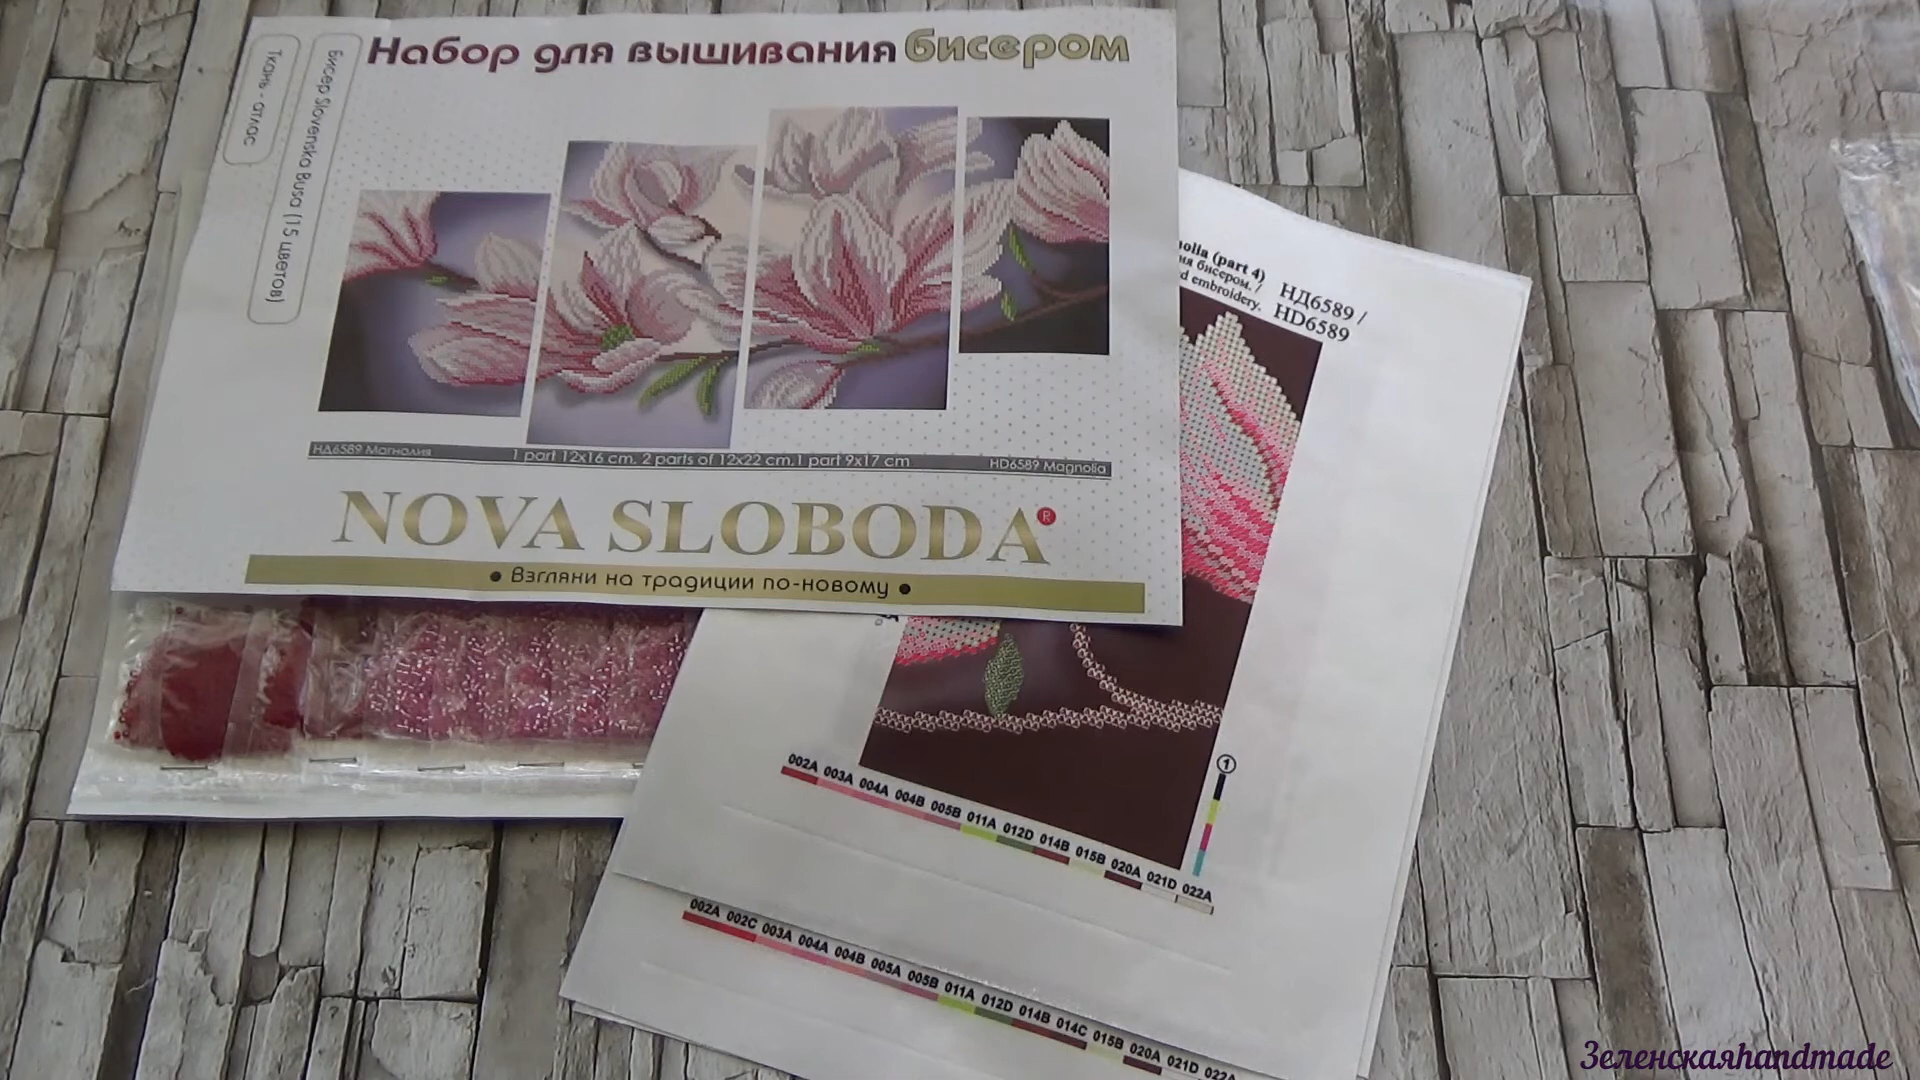 Набор для вышивания бисером
Бисер Slovenska Busa (15 цветов)
Ткань - атлас
НД6589 Магнолия
1 part 12x16 cm, 2 parts of 12x22 cm, 1 part 9x17 cm
HD6589 Magnolia
NOVA SLOBODA®
• Взгляни на традиции по-новому •
nolia (part 4)
ия бисером. /
d embroidery.
НД6589 /
HD6589
1
002A 003A 004A 004B 005B 011A 012D 014B 015B 020A 021D 022A
002A 002C 003A 004A 004B 005A 005B 011A 012D 014B 014C 015B 020A 021D 022A
Зеленскаяhandmade